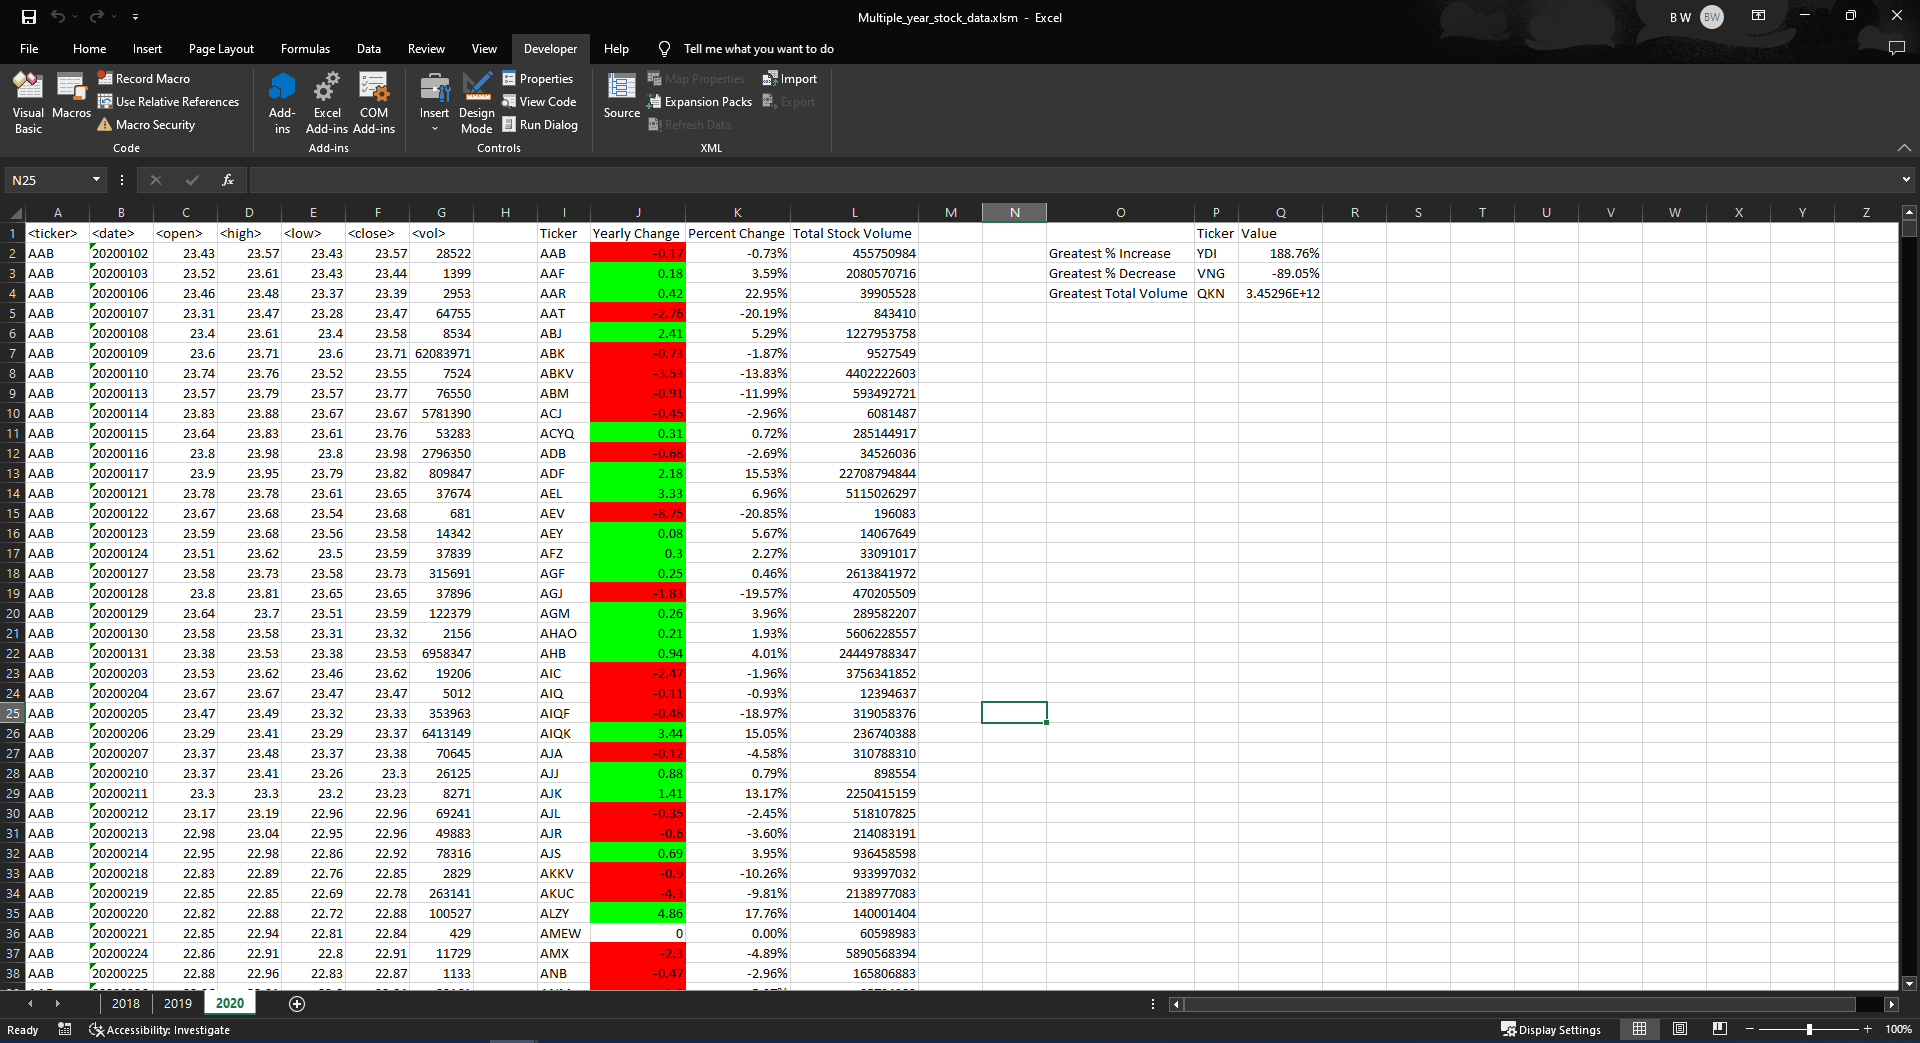 Multiple_year_stock_data.xlsm - Excel
B W BW
File Home Insert Page Layout Formulas Data Review View Developer Help Tell me what you want to do
Visual Basic
Macros
Record Macro
Use Relative References
Macro Security
Code
Add-ins
Excel Add-ins
COM Add-ins
Add-ins
Insert
Design Mode
Properties
View Code
Run Dialog
Controls
Source
Map Properties
Expansion Packs
Refresh Data
Import
Export
XML
N25
fx
A B C D E F G H I J K L M N O P Q R S T U V W X Y Z
1 <ticker> <date> <open> <high> <low> <close> <vol> Ticker Yearly Change Percent Change Total Stock Volume Ticker Value
2 AAB 20200102 23.43 23.57 23.43 23.57 28522 AAB -0.17 -0.73% 455750984 Greatest % Increase YDI 188.76%
3 AAB 20200103 23.52 23.61 23.43 23.44 1399 AAF 0.18 3.59% 2080570716 Greatest % Decrease VNG -89.05%
4 AAB 20200106 23.46 23.48 23.37 23.39 2953 AAR 0.42 22.95% 39905528 Greatest Total Volume QKN 3.45296E+12
5 AAB 20200107 23.31 23.47 23.28 23.47 64755 AAT -2.76 -20.19% 843410
6 AAB 20200108 23.4 23.61 23.4 23.58 8534 ABJ 2.41 5.29% 1227953758
7 AAB 20200109 23.6 23.71 23.6 23.71 62083971 ABK -0.73 -1.87% 9527549
8 AAB 20200110 23.74 23.76 23.52 23.55 7524 ABKV -3.53 -13.83% 4402222603
9 AAB 20200113 23.57 23.79 23.57 23.77 76550 ABM -0.91 -11.99% 593492721
10 AAB 20200114 23.83 23.88 23.67 23.67 5781390 ACJ -0.45 -2.96% 6081487
11 AAB 20200115 23.64 23.83 23.61 23.76 53283 ACYQ 0.31 0.72% 285144917
12 AAB 20200116 23.8 23.98 23.8 23.98 2796350 ADB -0.68 -2.69% 34526036
13 AAB 20200117 23.9 23.95 23.79 23.82 809847 ADF 2.18 15.53% 22708794844
14 AAB 20200121 23.78 23.78 23.61 23.65 37674 AEL 3.33 6.96% 5115026297
15 AAB 20200122 23.67 23.68 23.54 23.68 681 AEV -8.75 -20.85% 196083
16 AAB 20200123 23.59 23.68 23.56 23.58 14342 AEY 0.08 5.67% 14067649
17 AAB 20200124 23.51 23.62 23.5 23.59 37839 AFZ 0.3 2.27% 33091017
18 AAB 20200127 23.58 23.73 23.58 23.73 315691 AGF 0.25 0.46% 2613841972
19 AAB 20200128 23.8 23.81 23.65 23.65 37896 AGJ -1.83 -19.57% 470205509
20 AAB 20200129 23.64 23.7 23.51 23.59 122379 AGM 0.26 3.96% 289582207
21 AAB 20200130 23.58 23.58 23.31 23.32 2156 AHAO 0.21 1.93% 5606228557
22 AAB 20200131 23.38 23.53 23.38 23.53 6958347 AHB 0.94 4.01% 24449788347
23 AAB 20200203 23.53 23.62 23.46 23.62 19206 AIC -2.47 -1.96% 3756341852
24 AAB 20200204 23.67 23.67 23.47 23.47 5012 AIQ -0.11 -0.93% 12394637
25 AAB 20200205 23.47 23.49 23.32 23.33 353963 AIQF -0.48 -18.97% 319058376
26 AAB 20200206 23.29 23.41 23.29 23.37 6413149 AIQK 3.44 15.05% 236740388
27 AAB 20200207 23.37 23.48 23.37 23.38 70645 AJA -0.12 -4.58% 310788310
28 AAB 20200210 23.37 23.41 23.26 23.3 26125 AJJ 0.88 0.79% 898554
29 AAB 20200211 23.3 23.3 23.2 23.23 8271 AJK 1.41 13.17% 2250415159
30 AAB 20200212 23.17 23.19 22.96 22.96 69241 AJL -0.35 -2.45% 518107825
31 AAB 20200213 22.98 23.04 22.95 22.96 49883 AJR -0.6 -3.60% 214083191
32 AAB 20200214 22.95 22.98 22.86 22.92 78316 AJS 0.69 3.95% 936458598
33 AAB 20200218 22.83 22.89 22.76 22.85 2829 AKKV -0.9 -10.26% 933997032
34 AAB 20200219 22.85 22.85 22.69 22.78 263141 AKUC -4.3 -9.81% 2138977083
35 AAB 20200220 22.82 22.88 22.72 22.88 100527 ALZY 4.86 17.76% 140001404
36 AAB 20200221 22.85 22.94 22.81 22.84 429 AMEW 0 0.00% 60598983
37 AAB 20200224 22.86 22.91 22.8 22.91 11729 AMX -2.3 -4.89% 5890568394
38 AAB 20200225 22.88 22.96 22.83 22.87 1133 ANB -0.47 -2.96% 165806883
2018 2019 2020
Ready Accessibility: Investigate Display Settings 100%